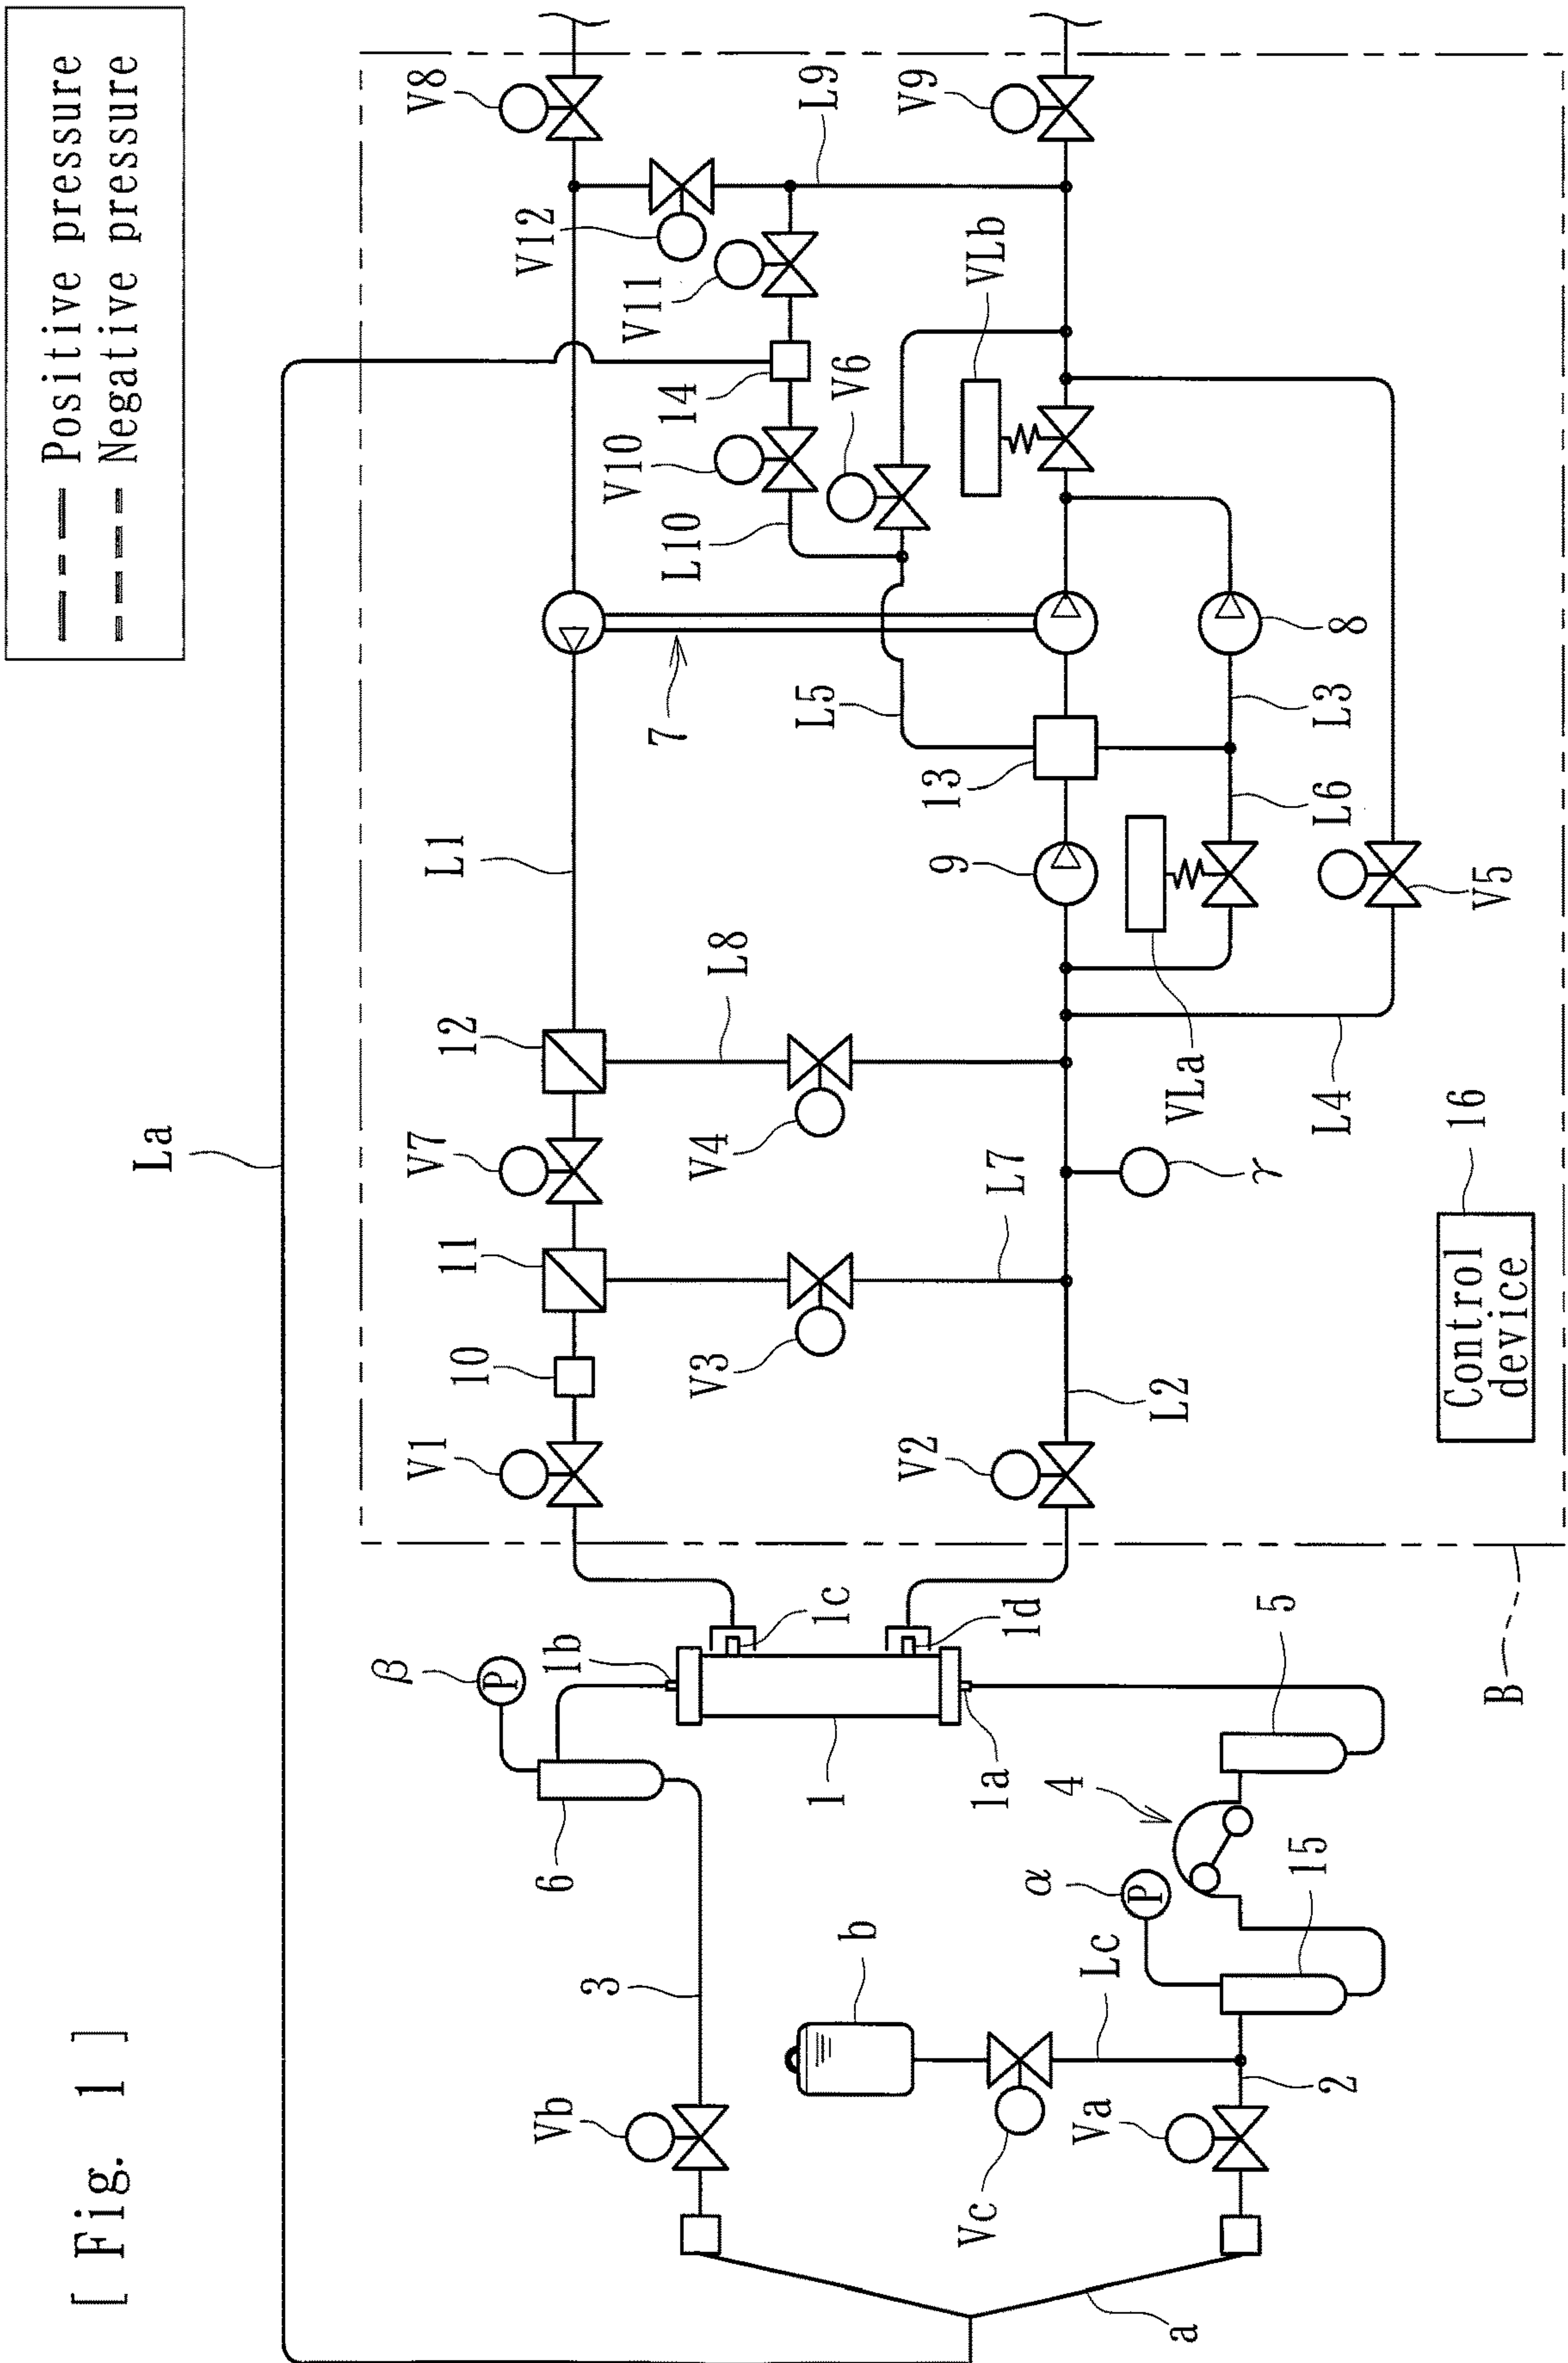 [ Fig. 1 ]
Positive pressure
Negative pressure
La
V8
V9
L9
V12
V11
VLb
14
V6
V10
L10
7
8
L5
L3
13
L6
L1
9
V5
L8
12
VLa
L4
V7
V4
16
L7
γ
11
Control
device
10
V3
L2
V1
V2
1c
1d
1b
β
P
5
B
1
1a
4
6
α
P
15
b
Lc
3
2
Vb
Va
Vc
a